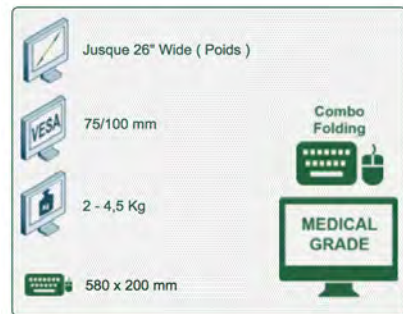 Jusque 26" Wide ( Poids )
VESA
75/100 mm
Combo
Folding
2 - 4,5 Kg
MEDICAL
GRADE
580 x 200 mm